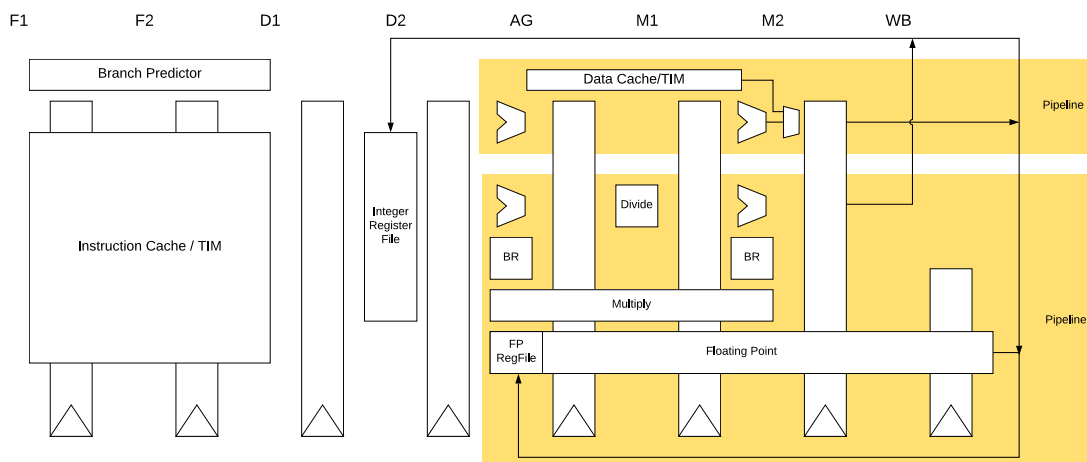 F1 F2 D1 D2 AG M1 M2 WB
Branch Predictor
Data Cache/TIM
Pipeline
Integer
Register
File
Divide
Instruction Cache / TIM
BR
BR
Multiply
Pipeline
FP
RegFile
Floating Point